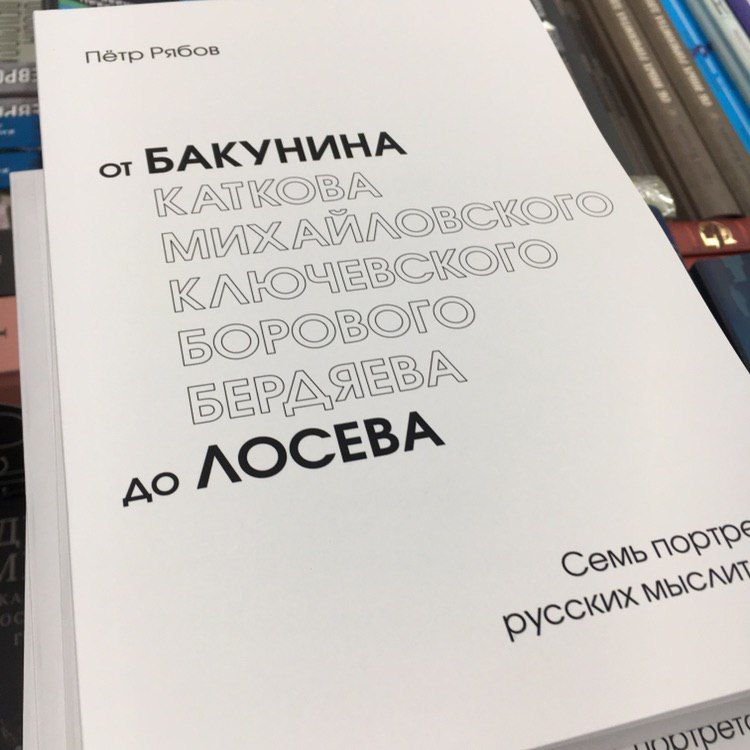 Пётр Рябов
от БАКУНИНА
КАТКОВА
МИХАЙЛОВСКОГО
КЛЮЧЕВСКОГО
БОРОВОГО
БЕРДЯЕВА
до ЛОСЕВА
Семь портре
русских мыслит